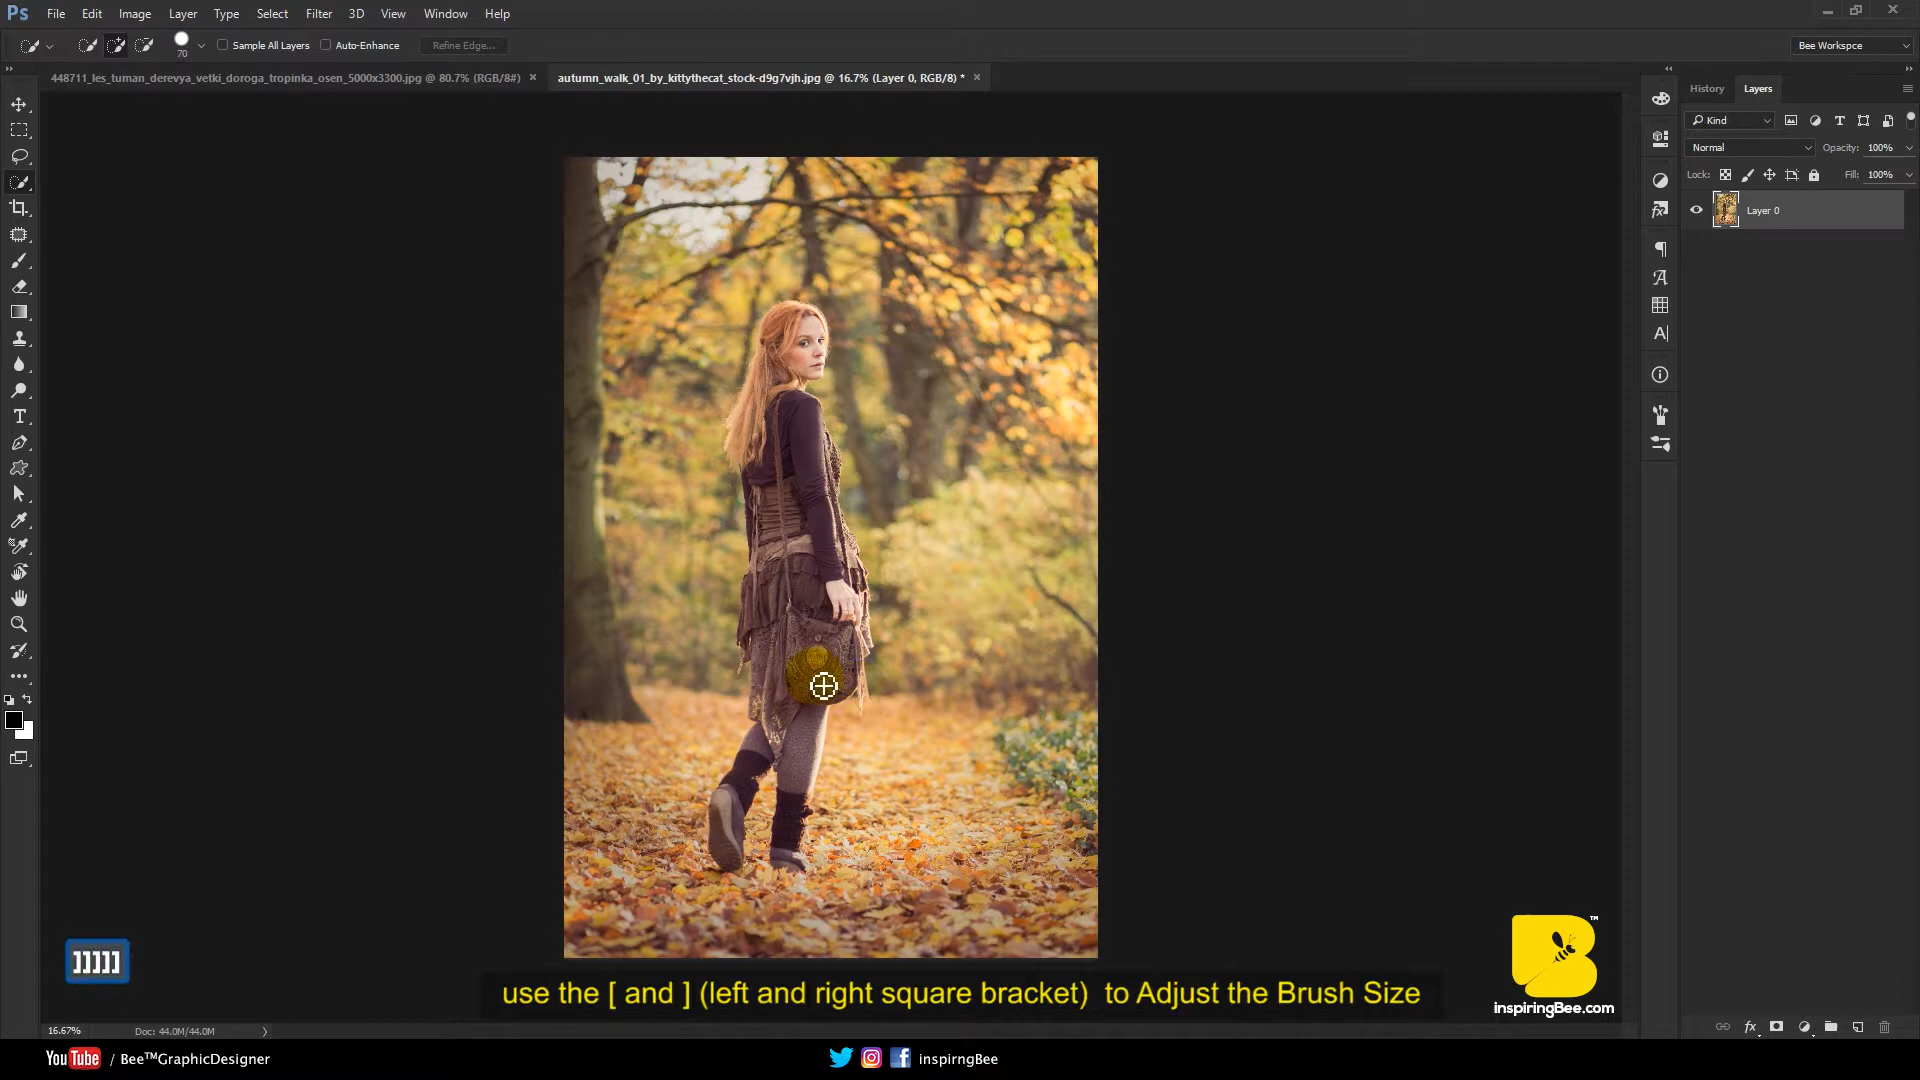 Ps File Edit Image Layer Type Select Filter 3D View Window Help
70 Sample All Layers Auto-Enhance Refine Edge... Bee Workspce
448711_les_tuman_derevya_vetki_doroga_tropinka_osen_5000x3300.jpg @ 80.7% (RGB/8#) × autumn_walk_01_by_kittythecat_stock-d9g7vjh.jpg @ 16.7% (Layer 0, RGB/8) * ×
History Layers
Kind
Normal Opacity: 100%
Lock: Fill: 100%
Layer 0
]]]]]
use the [ and ] (left and right square bracket) to Adjust the Brush Size
B™
inspiringBee.com
16.67% Doc: 44.0M/44.0M
YouTube / Bee™GraphicDesigner inspirngBee